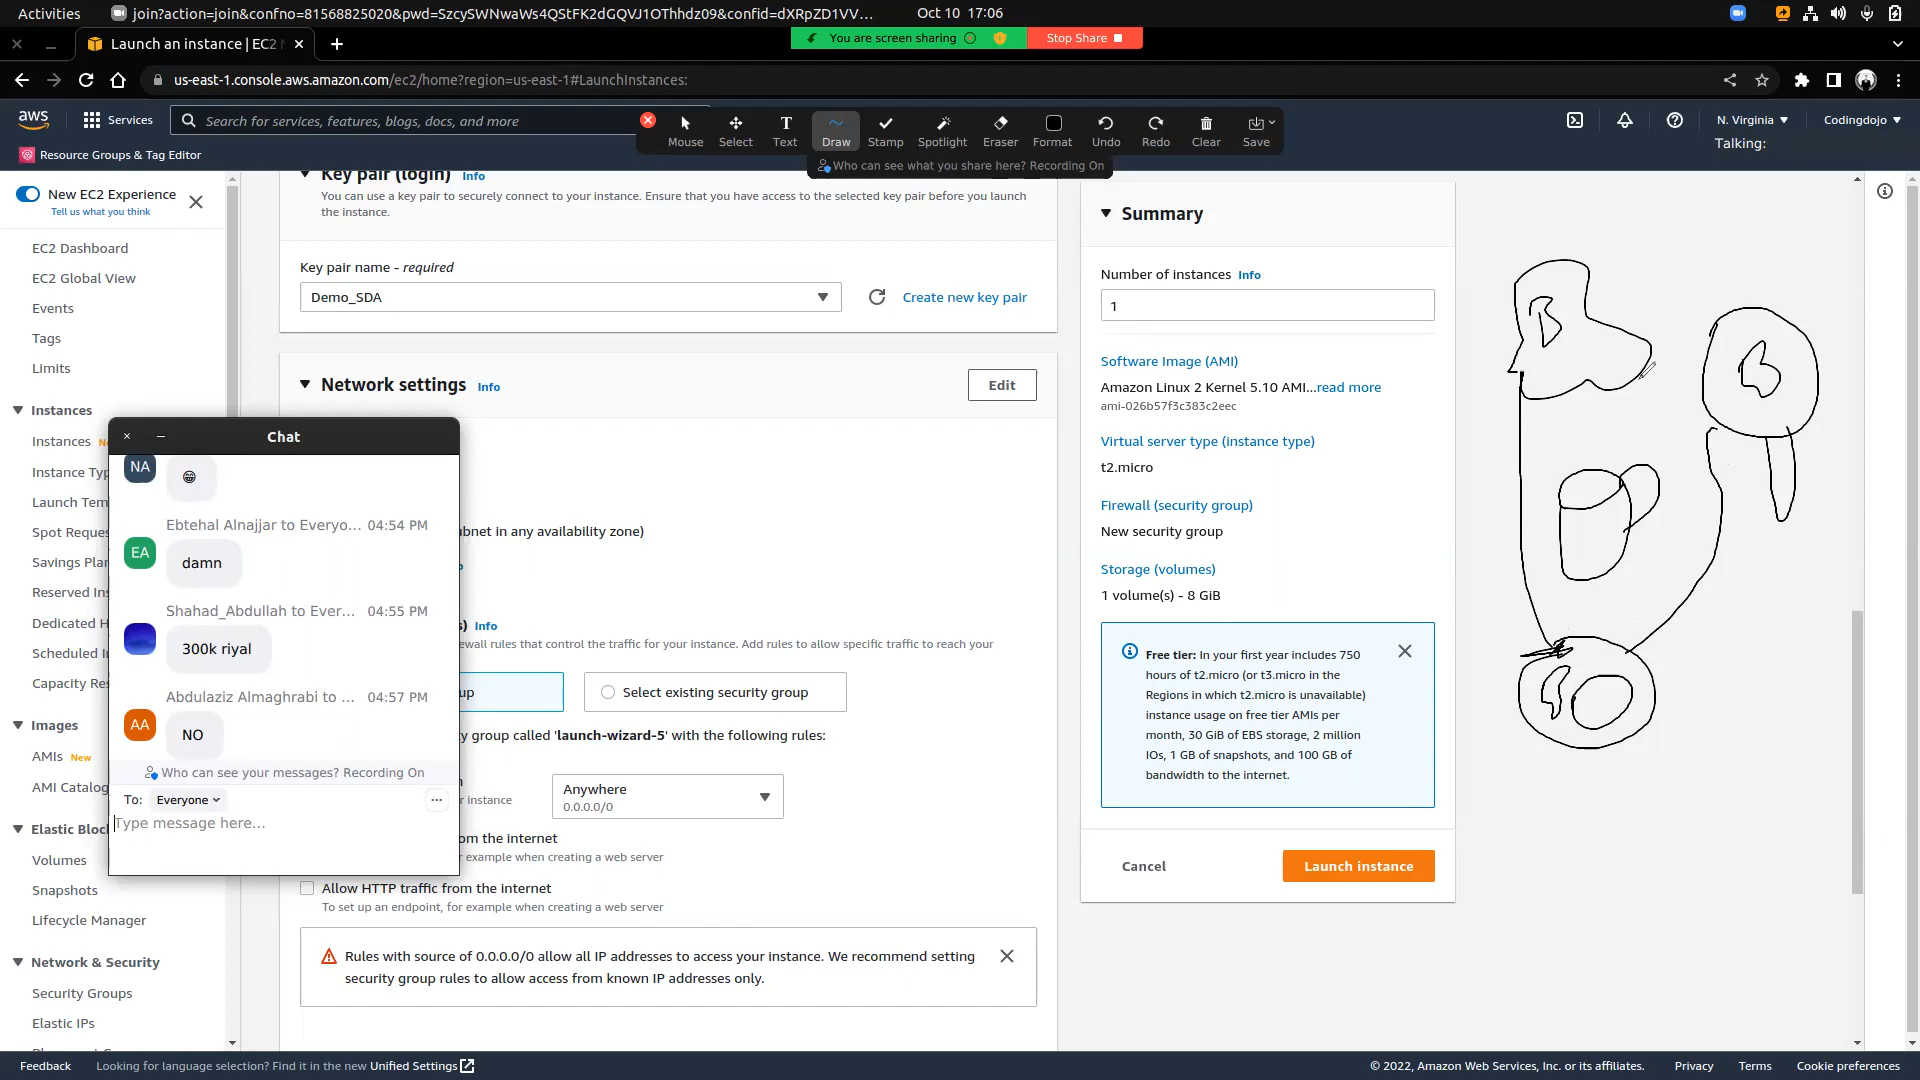 Activities
join?action=join&confno=81568825020&pwd=SzcySWNwaWs4QStFK2dGQVJ1OThhdz09&confid=dXRpZD1VV...
Oct 10 17:06
Launch an instance | EC2
You are screen sharing
Stop Share
us-east-1.console.aws.amazon.com/ec2/home?region=us-east-1#LaunchInstances:
aws
Services
Search for services, features, blogs, docs, and more
Mouse
Select
Text
Draw
Stamp
Spotlight
Eraser
Format
Undo
Redo
Clear
Save
N. Virginia
Codingdojo
Talking:
Who can see what you share here? Recording On
Resource Groups & Tag Editor
New EC2 Experience
Tell us what you think
EC2 Dashboard
EC2 Global View
Events
Tags
Limits
Instances
Instances
Instance Typ
Launch Tem
Spot Reques
Savings Plan
Reserved Ins
Dedicated H
Scheduled In
Capacity Res
Images
AMIs New
AMI Catalog
Elastic Bloc
Volumes
Snapshots
Lifecycle Manager
Network & Security
Security Groups
Elastic IPs
Chat
NA
Ebtehal Alnajjar to Everyo... 04:54 PM
EA
damn
Shahad_Abdullah to Ever... 04:55 PM
300k riyal
Abdulaziz Almaghrabi to ... 04:57 PM
AA
NO
Who can see your messages? Recording On
To: Everyone
Type message here...
Key pair (login) Info
You can use a key pair to securely connect to your instance. Ensure that you have access to the selected key pair before you launch
the instance.
Key pair name - required
Demo_SDA
Create new key pair
Network settings Info
Edit
bnet in any availability zone)
s) Info
ewall rules that control the traffic for your instance. Add rules to allow specific traffic to reach your
up
Select existing security group
y group called 'launch-wizard-5' with the following rules:
r instance
Anywhere
0.0.0.0/0
om the internet
r example when creating a web server
Allow HTTP traffic from the internet
To set up an endpoint, for example when creating a web server
Rules with source of 0.0.0.0/0 allow all IP addresses to access your instance. We recommend setting
security group rules to allow access from known IP addresses only.
Summary
Number of instances Info
1
Software Image (AMI)
Amazon Linux 2 Kernel 5.10 AMI...read more
ami-026b57f3c383c2eec
Virtual server type (instance type)
t2.micro
Firewall (security group)
New security group
Storage (volumes)
1 volume(s) - 8 GiB
Free tier: In your first year includes 750
hours of t2.micro (or t3.micro in the
Regions in which t2.micro is unavailable)
instance usage on free tier AMIs per
month, 30 GiB of EBS storage, 2 million
IOs, 1 GB of snapshots, and 100 GB of
bandwidth to the internet.
Cancel
Launch instance
Feedback
Looking for language selection? Find it in the new Unified Settings
© 2022, Amazon Web Services, Inc. or its affiliates.
Privacy
Terms
Cookie preferences